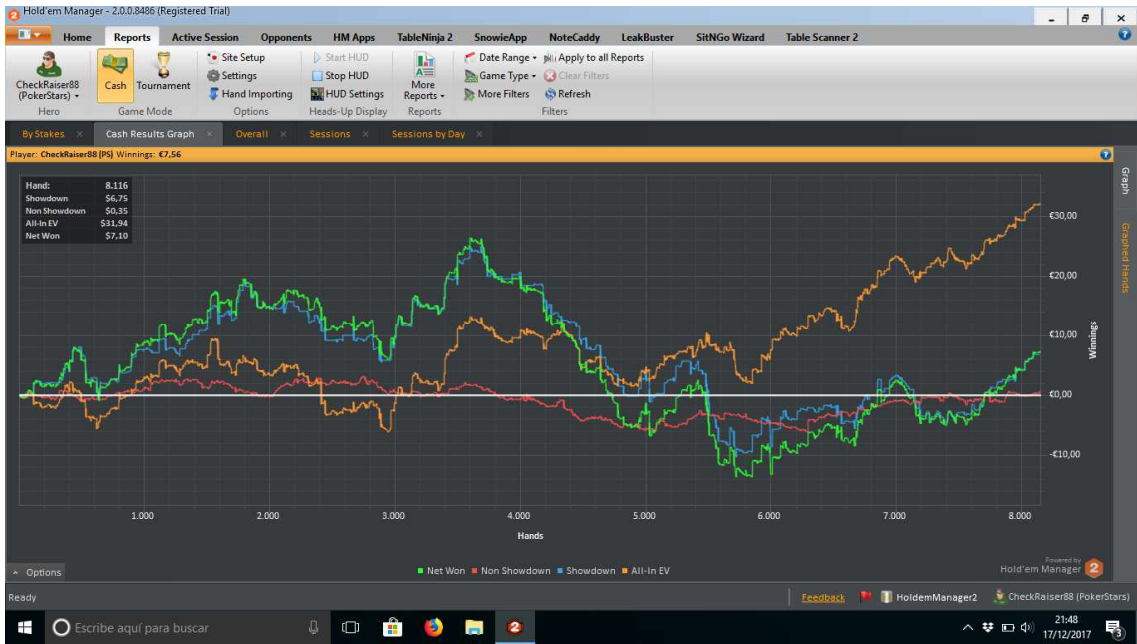 Hold'em Manager - 2.0.0.8486 (Registered Trial)
Home Reports Active Session Opponents HM Apps TableNinja 2 SnowieApp NoteCaddy LeakBuster SitNGo Wizard Table Scanner 2
CheckRaiser88
(PokerStars)
Hero
Cash Tournament
Game Mode
Site Setup
Settings
Hand Importing
Options
Start HUD
Stop HUD
HUD Settings
Heads-Up Display
More
Reports
Reports
Date Range
Game Type
More Filters
Apply to all Reports
Clear Filters
Refresh
Filters
By Stakes Cash Results Graph Overall Sessions Sessions by Day
Player: CheckRaiser88 (PS) Winnings: €7,56
Graph
Graphed Hands
Hand: 8.116
Showdown $6,75
Non Showdown $0,35
All-In EV $31,94
Net Won $7,10
€30,00
€20,00
€10,00
€0,00
-€10,00
Winnings
1.000 2.000 3.000 4.000 5.000 6.000 7.000 8.000
Hands
Net Won Non Showdown Showdown All-In EV
Powered by
Hold'em Manager 2
Options
Ready
Feedback HoldemManager2 CheckRaiser88 (PokerStars)
Escribe aquí para buscar
21:48
17/12/2017
3